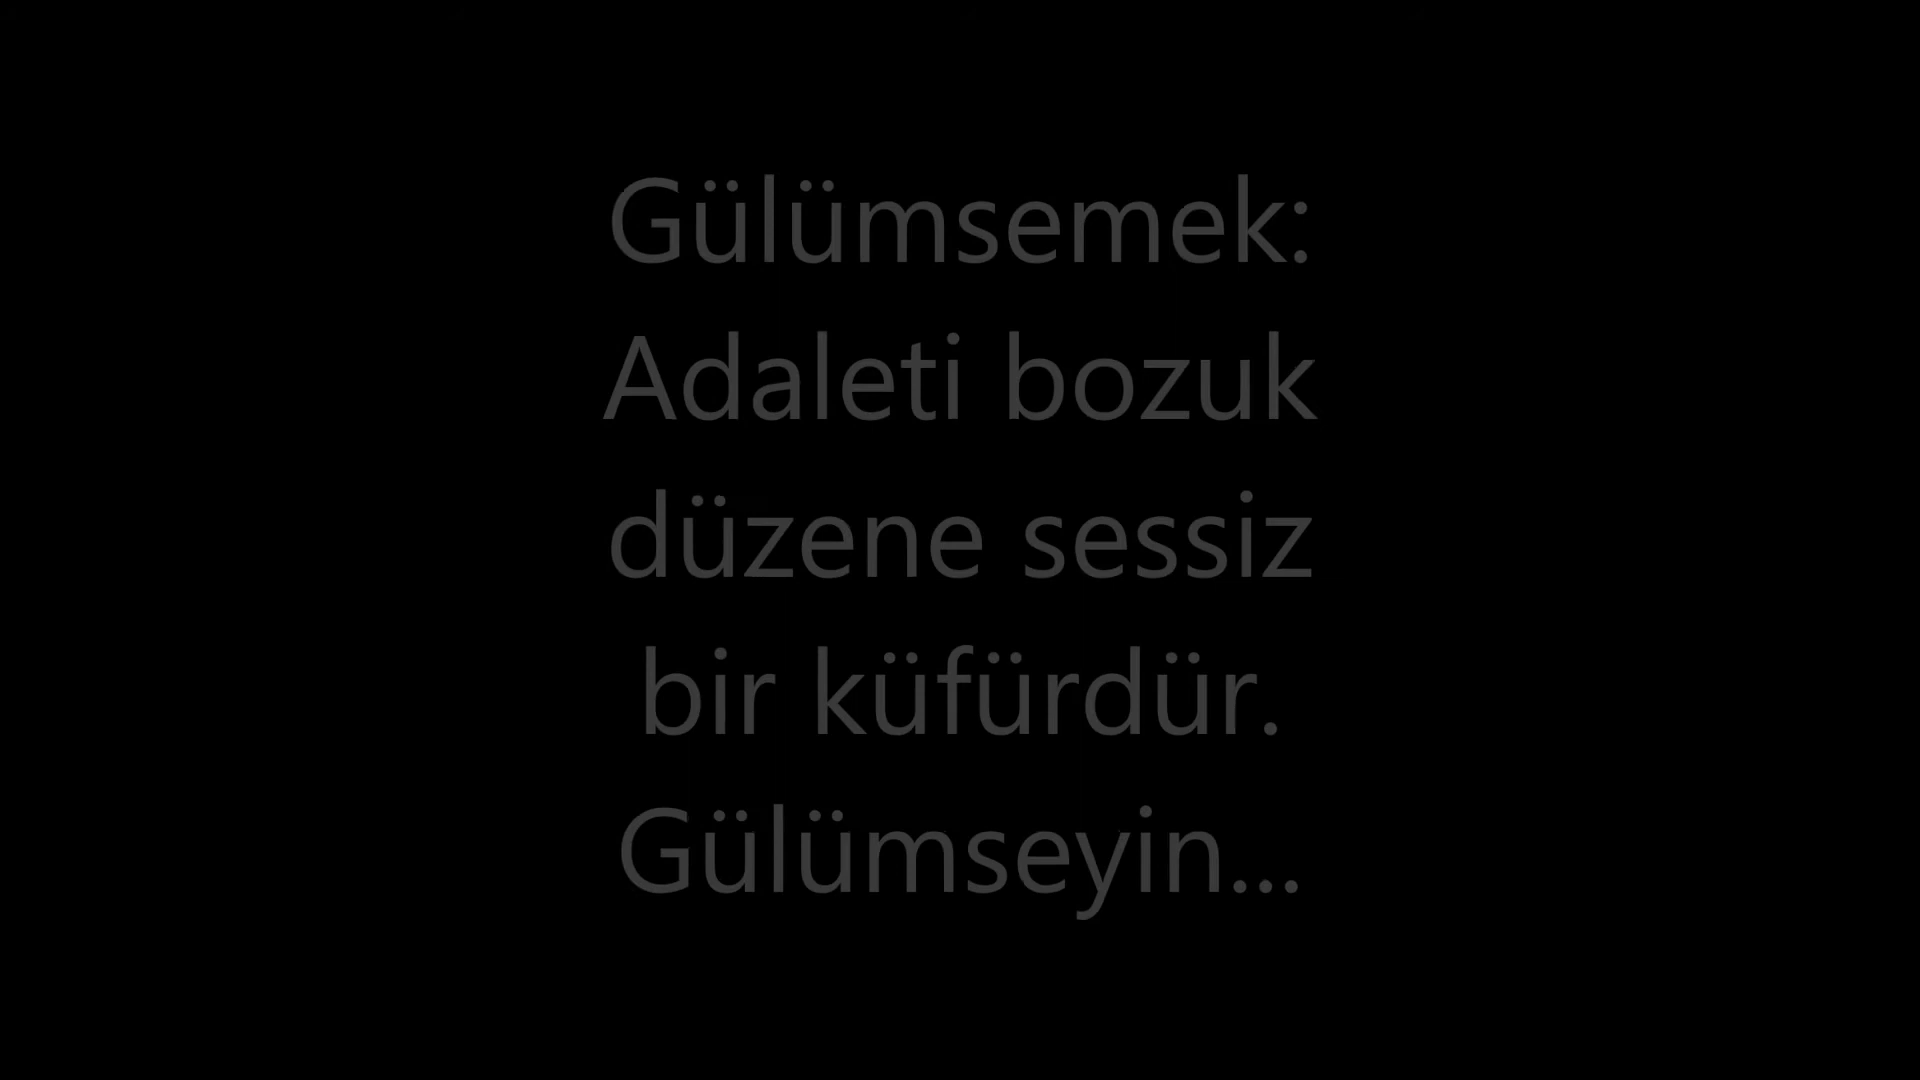 Gülümsemek:
Adaleti bozuk
düzene sessiz
bir küfürdür.
Gülümseyin...